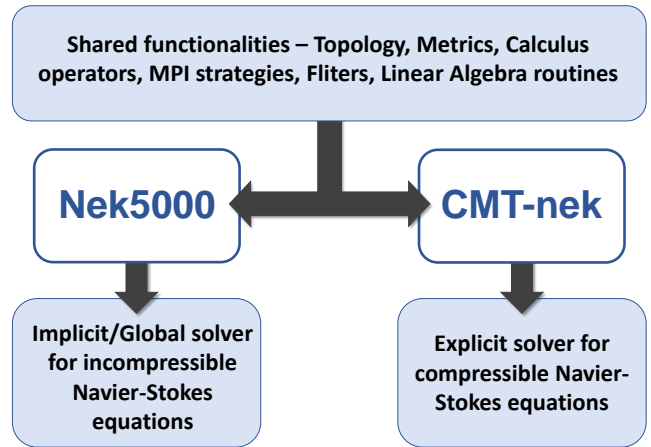 Shared functionalities – Topology, Metrics, Calculus
operators, MPI strategies, Fliters, Linear Algebra routines
Nek5000
CMT-nek
Implicit/Global solver
for incompressible
Navier-Stokes
equations
Explicit solver for
compressible Navier-
Stokes equations